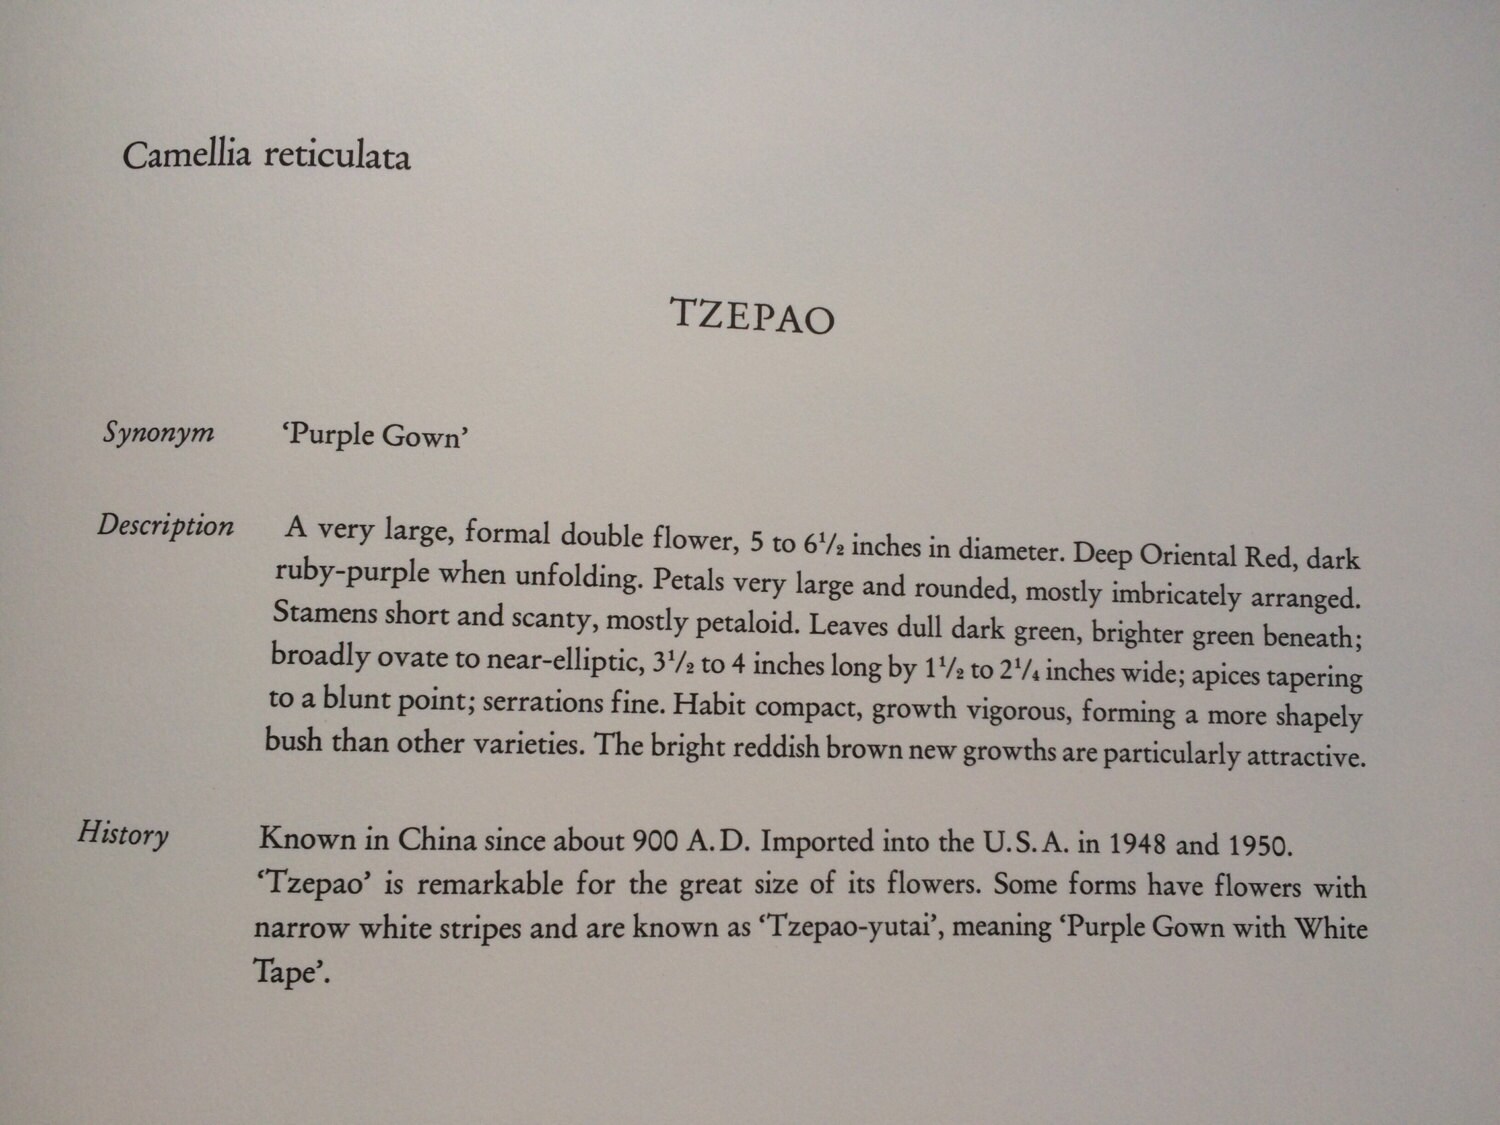 Camellia reticulata
TZEPAO
Synonym ‘Purple Gown’
Description A very large, formal double flower, 5 to 6½ inches in diameter. Deep Oriental Red, dark
ruby-purple when unfolding. Petals very large and rounded, mostly imbricately arranged.
Stamens short and scanty, mostly petaloid. Leaves dull dark green, brighter green beneath;
broadly ovate to near-elliptic, 3½ to 4 inches long by 1½ to 2¼ inches wide; apices tapering
to a blunt point; serrations fine. Habit compact, growth vigorous, forming a more shapely
bush than other varieties. The bright reddish brown new growths are particularly attractive.
History Known in China since about 900 A.D. Imported into the U.S.A. in 1948 and 1950.
‘Tzepao’ is remarkable for the great size of its flowers. Some forms have flowers with
narrow white stripes and are known as ‘Tzepao-yutai’, meaning ‘Purple Gown with White
Tape’.